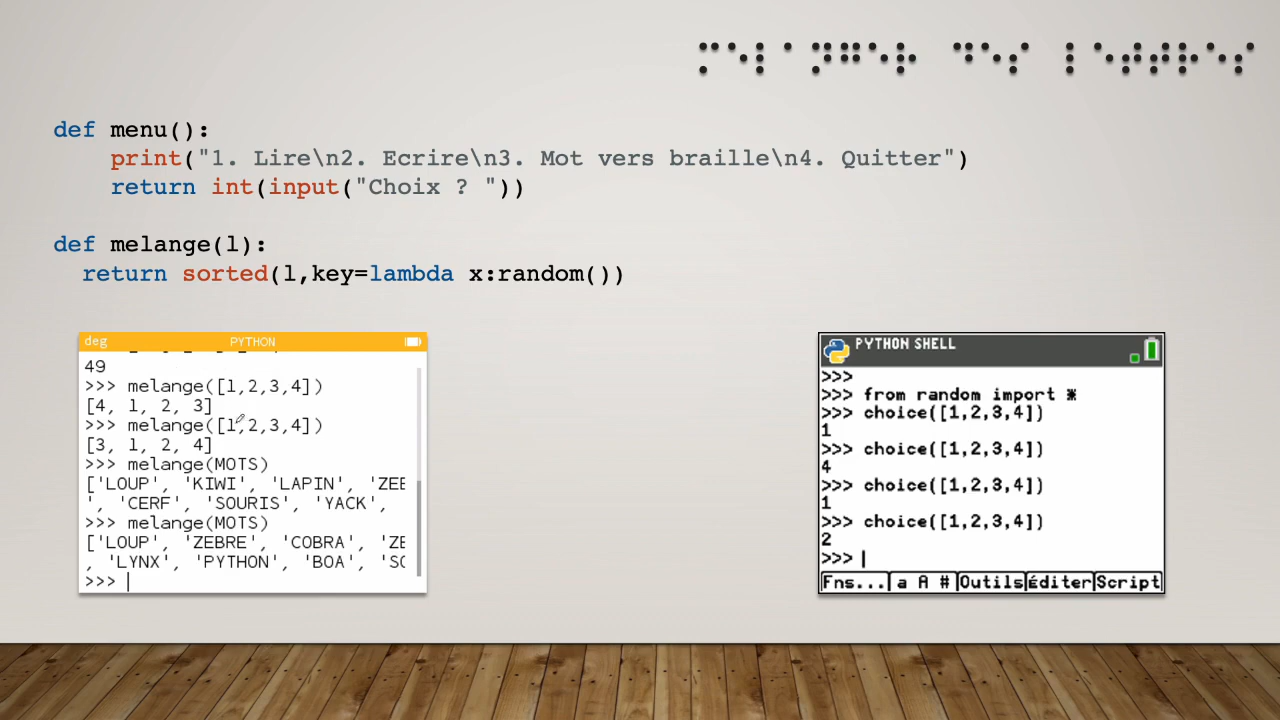 ⠍⠑⠇⠁⠝⠛⠑⠗ ⠙⠑⠎ ⠇⠑⠞⠞⠗⠑⠎
def menu():
    print("1. Lire\n2. Ecrire\n3. Mot vers braille\n4. Quitter")
    return int(input("Choix ? "))
def melange(l):
  return sorted(l,key=lambda x:random())
deg PYTHON
49
>>> melange([1,2,3,4])
[4, 1, 2, 3]
>>> melange([1,2,3,4])
[3, 1, 2, 4]
>>> melange(MOTS)
['LOUP', 'KIWI', 'LAPIN', 'ZEE
', 'CERF', 'SOURIS', 'YACK',
>>> melange(MOTS)
['LOUP', 'ZEBRE', 'COBRA', 'ZE
, 'LYNX', 'PYTHON', 'BOA', 'SO
>>>
PYTHON SHELL
>>>
>>> from random import *
>>> choice([1,2,3,4])
1
>>> choice([1,2,3,4])
4
>>> choice([1,2,3,4])
1
>>> choice([1,2,3,4])
2
>>>
Fns... a A # Outils Éditer Script